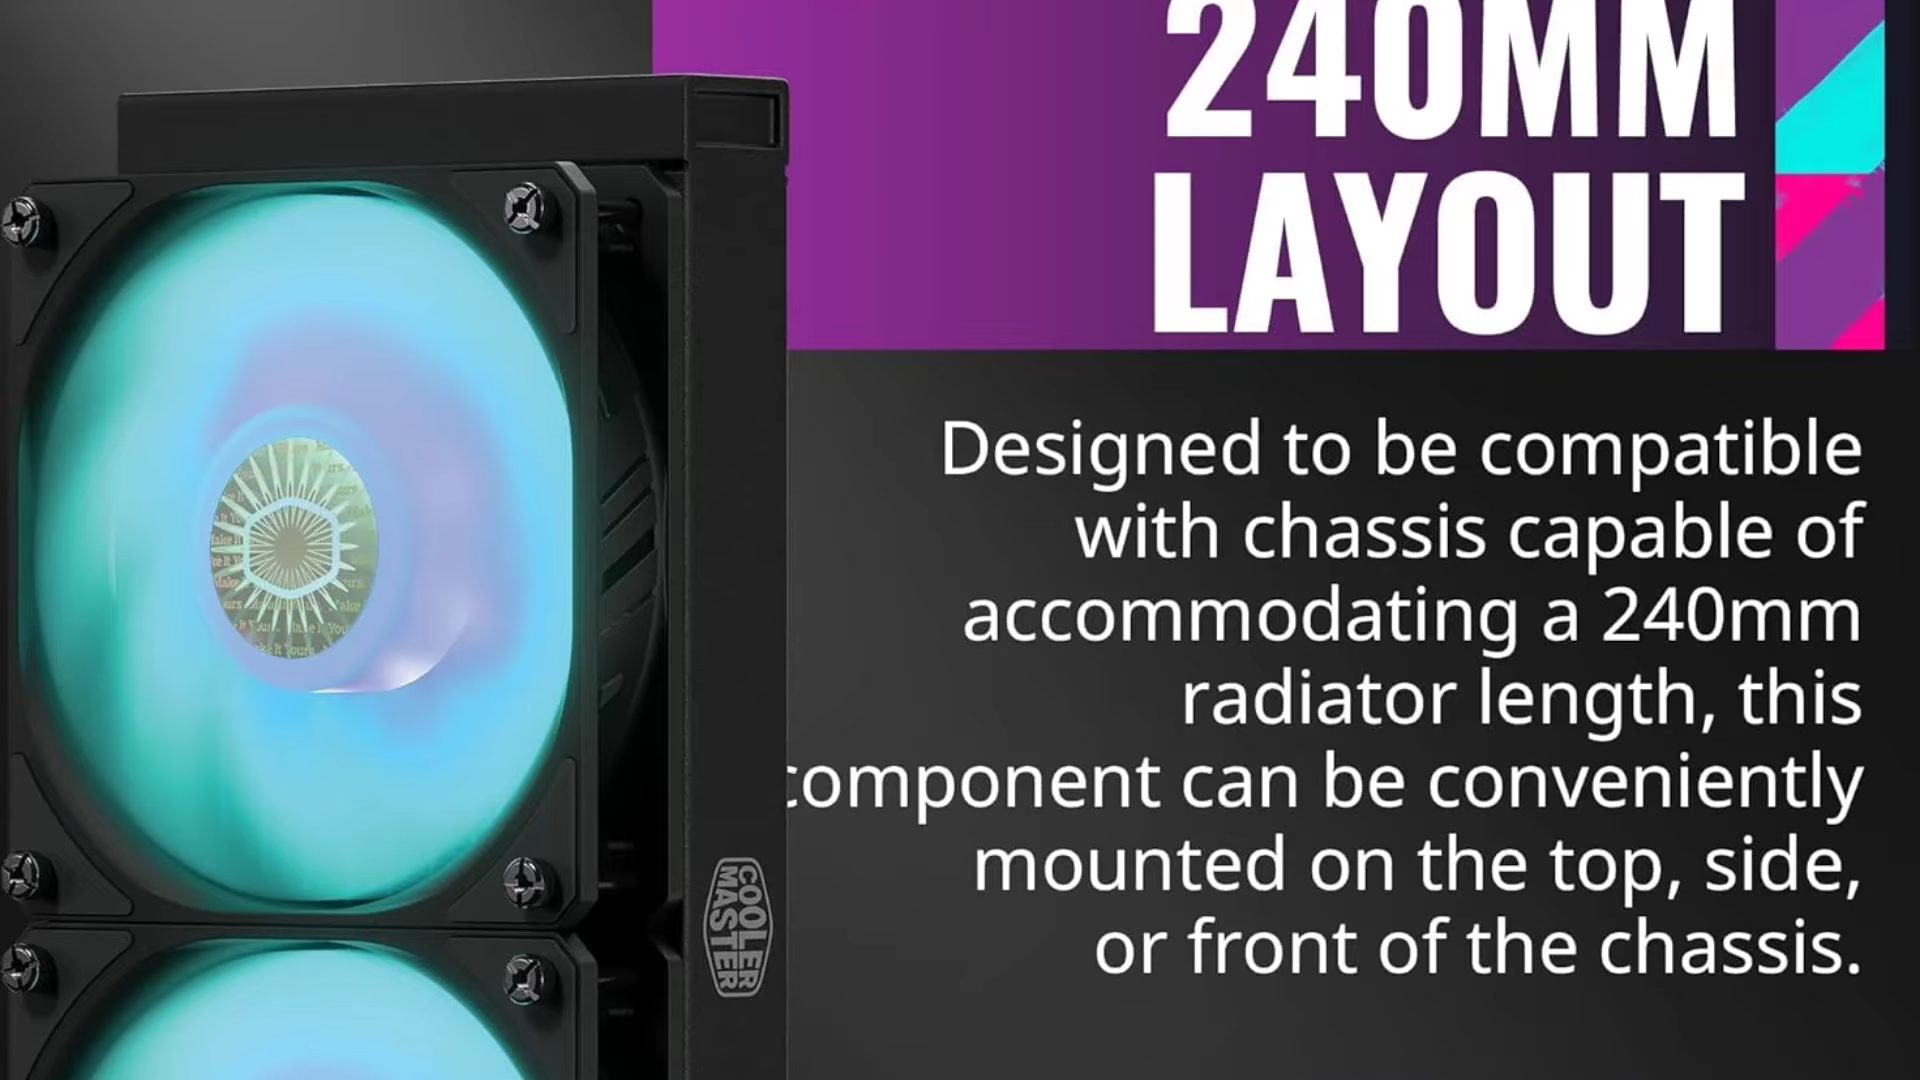 240MM
LAYOUT
Designed to be compatible
with chassis capable of
accommodating a 240mm
radiator length, this
component can be conveniently
mounted on the top, side,
or front of the chassis.
COOLER
MASTER